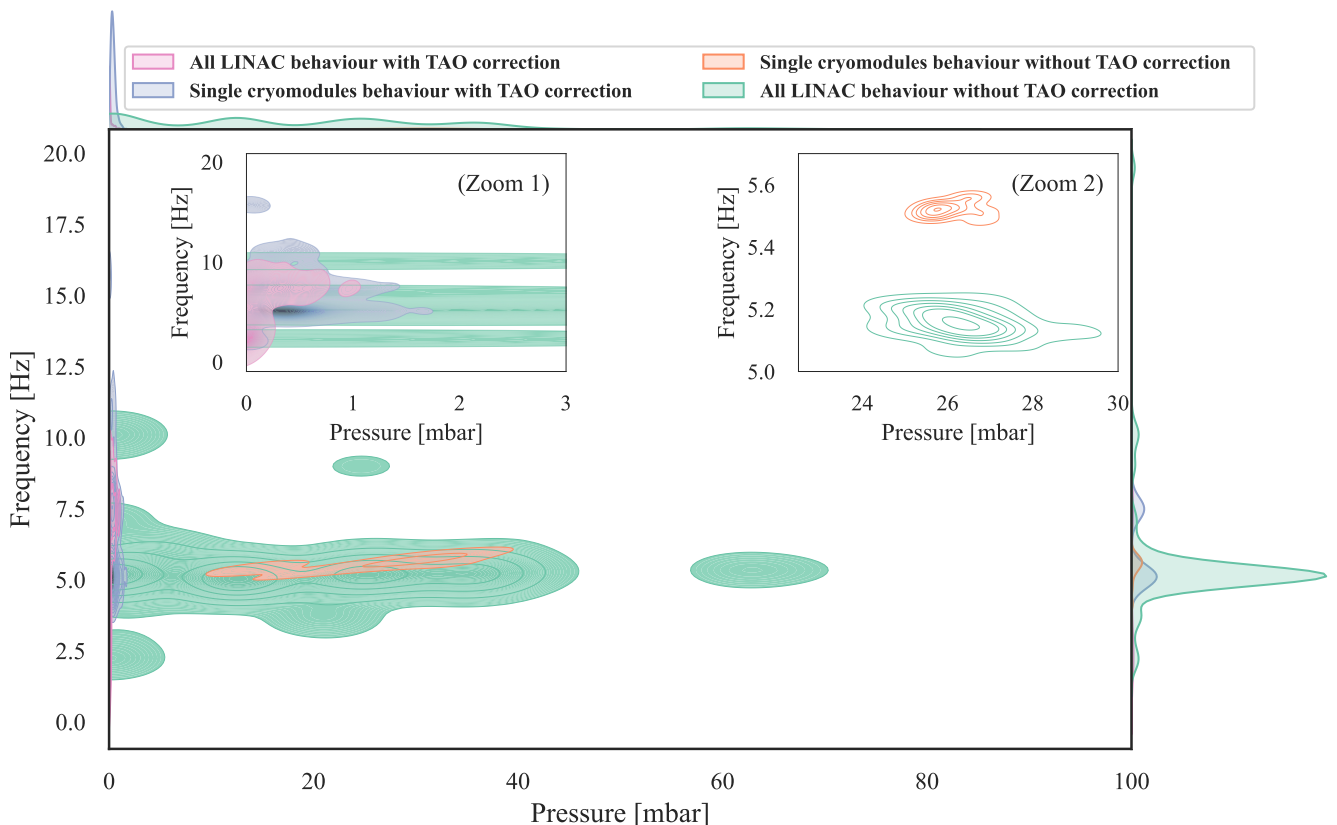 All LINAC behaviour with TAO correction
Single cryomodules behaviour with TAO correction
Single cryomodules behaviour without TAO correction
All LINAC behaviour without TAO correction
Frequency [Hz]
20.0
17.5
15.0
12.5
10.0
7.5
5.0
2.5
0.0
0
20
40
60
80
100
Pressure [mbar]
(Zoom 1)
Frequency [Hz]
20
10
0
0
1
2
3
Pressure [mbar]
(Zoom 2)
Frequency [Hz]
5.6
5.4
5.2
5.0
24
26
28
30
Pressure [mbar]